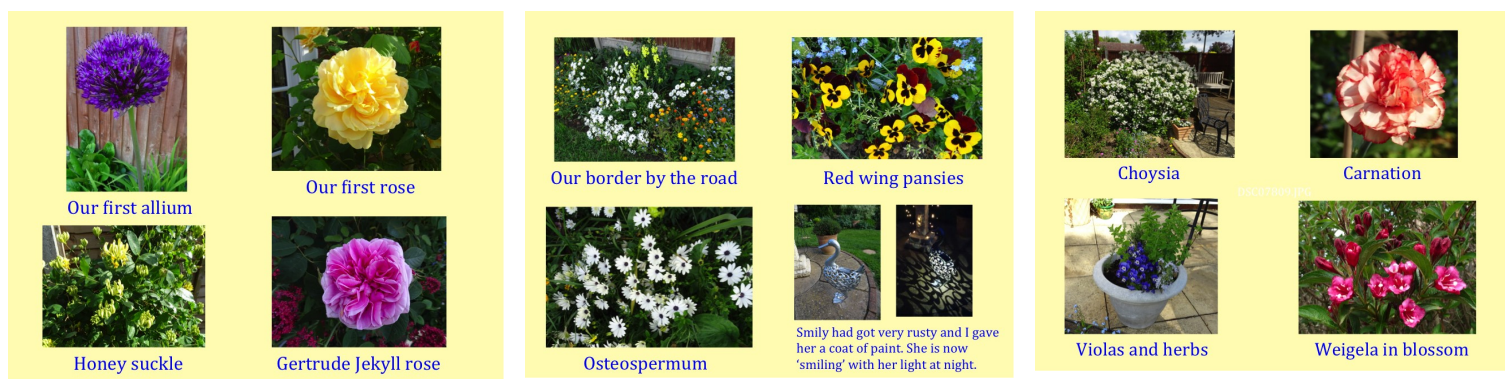 Our first allium
Our first rose
Honey suckle
Gertrude Jekyll rose
Our border by the road
Red wing pansies
Osteospermum
Smily had got very rusty and I gave
her a coat of paint. She is now
‘smiling’ with her light at night.
Choysia
Carnation
Violas and herbs
Weigela in blossom